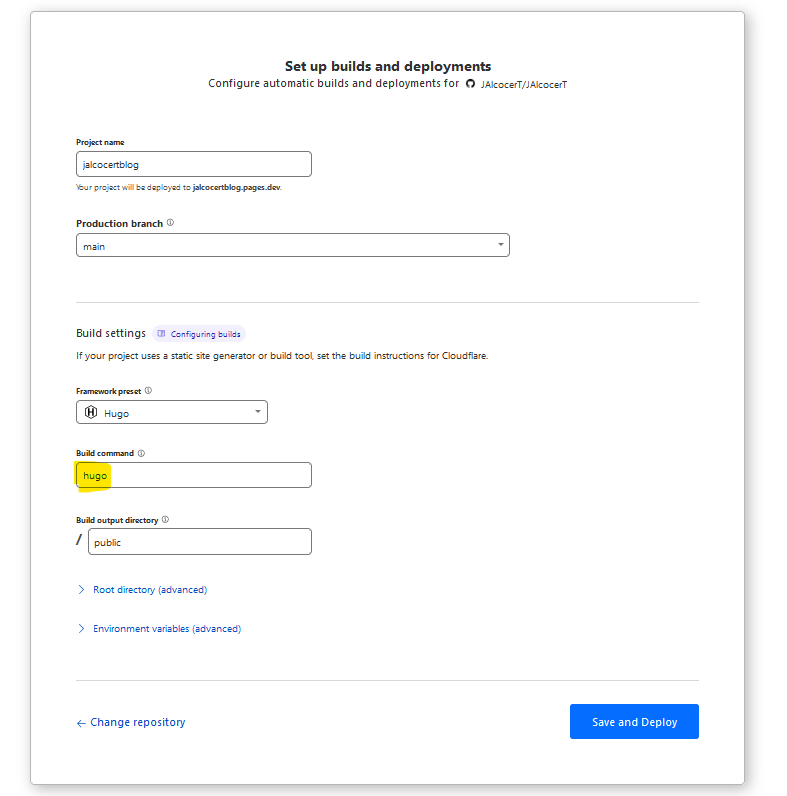 Set up builds and deployments
Configure automatic builds and deployments for JAlcocerT/JAlcocerT
Project name
jalcocertblog
Your project will be deployed to jalcocertblog.pages.dev.
Production branch
main
Build settings Configuring builds
If your project uses a static site generator or build tool, set the build instructions for Cloudflare.
Framework preset
Hugo
Build command
hugo
Build output directory
/ public
Root directory (advanced)
Environment variables (advanced)
← Change repository Save and Deploy